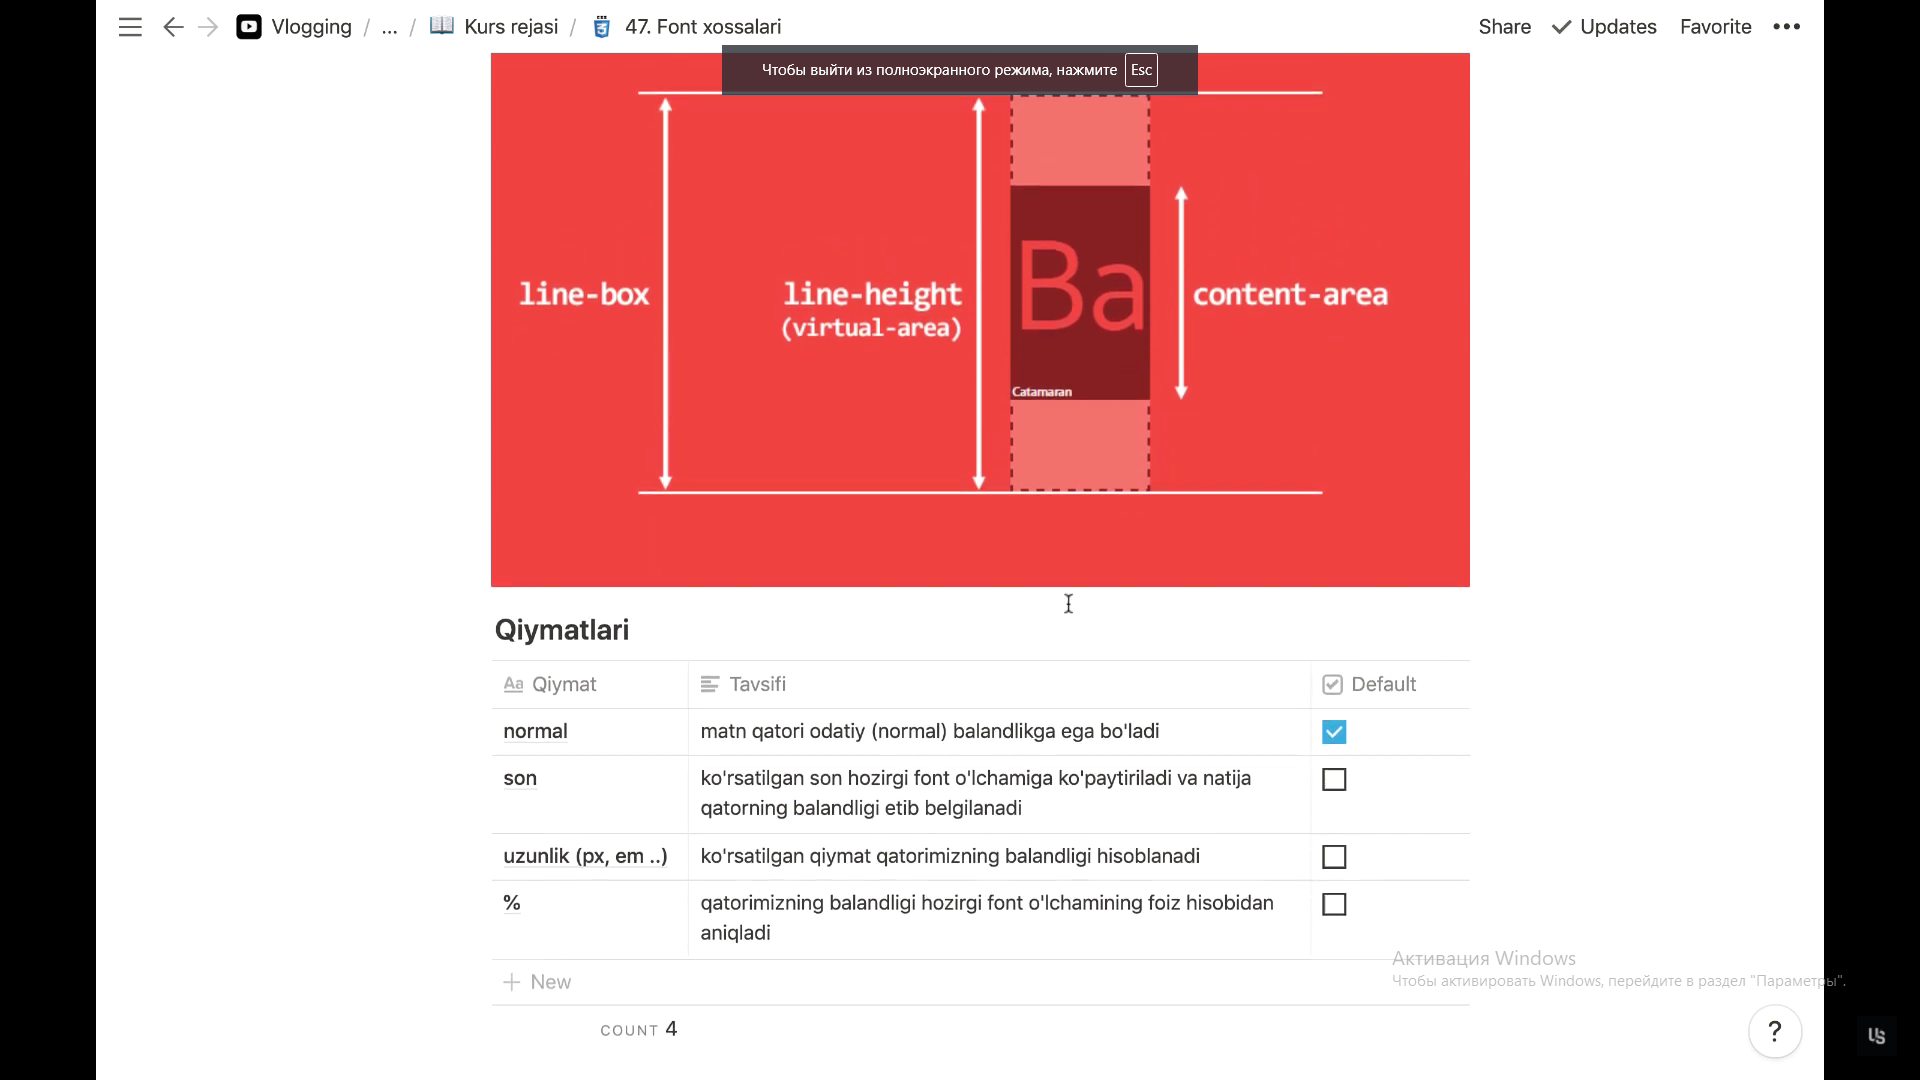 Vlogging / ... / Kurs rejasi / 47. Font xossalari
Share Updates Favorite •••
Чтобы выйти из полноэкранного режима, нажмите Esc
line-box
line-height
(virtual-area)
Ba
Catamaran
content-area
Qiymatlari
Aa Qiymat Tavsifi Default
normal matn qatori odatiy (normal) balandlikga ega bo'ladi
son ko'rsatilgan son hozirgi font o'lchamiga ko'paytiriladi va natija
qatorning balandligi etib belgilanadi
uzunlik (px, em ..) ko'rsatilgan qiymat qatorimizning balandligi hisoblanadi
% qatorimizning balandligi hozirgi font o'lchamining foiz hisobidan
aniqladi
Активация Windows
Чтобы активировать Windows, перейдите в раздел "Параметры".
+ New
COUNT 4
?